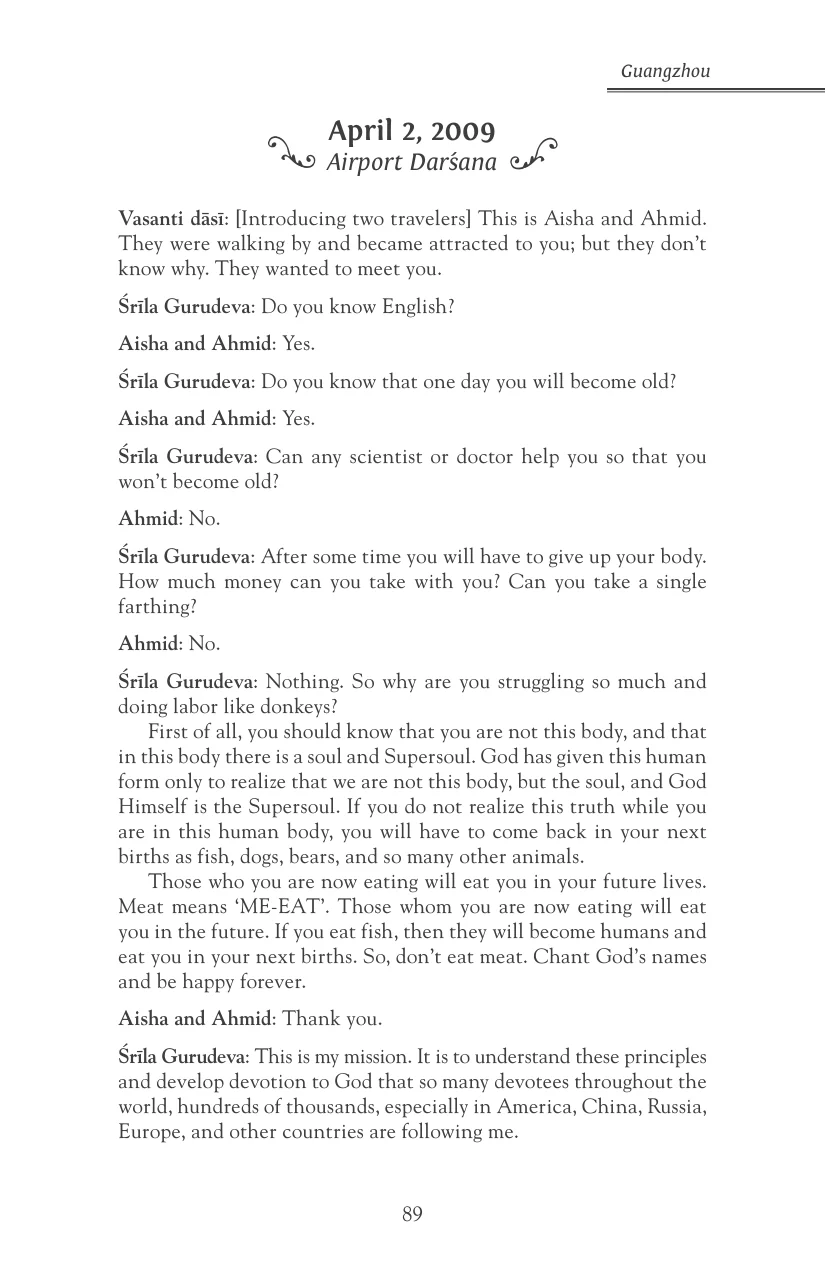 Guangzhou
April 2, 2009
Airport Darśana
Vasanti dāsī: [Introducing two travelers] This is Aisha and Ahmid.
They were walking by and became attracted to you; but they don’t
know why. They wanted to meet you.
Śrīla Gurudeva: Do you know English?
Aisha and Ahmid: Yes.
Śrīla Gurudeva: Do you know that one day you will become old?
Aisha and Ahmid: Yes.
Śrīla Gurudeva: Can any scientist or doctor help you so that you
won’t become old?
Ahmid: No.
Śrīla Gurudeva: After some time you will have to give up your body.
How much money can you take with you? Can you take a single
farthing?
Ahmid: No.
Śrīla Gurudeva: Nothing. So why are you struggling so much and
doing labor like donkeys?
First of all, you should know that you are not this body, and that
in this body there is a soul and Supersoul. God has given this human
form only to realize that we are not this body, but the soul, and God
Himself is the Supersoul. If you do not realize this truth while you
are in this human body, you will have to come back in your next
births as fish, dogs, bears, and so many other animals.
Those who you are now eating will eat you in your future lives.
Meat means ‘ME-EAT’. Those whom you are now eating will eat
you in the future. If you eat fish, then they will become humans and
eat you in your next births. So, don’t eat meat. Chant God’s names
and be happy forever.
Aisha and Ahmid: Thank you.
Śrīla Gurudeva: This is my mission. It is to understand these principles
and develop devotion to God that so many devotees throughout the
world, hundreds of thousands, especially in America, China, Russia,
Europe, and other countries are following me.
89